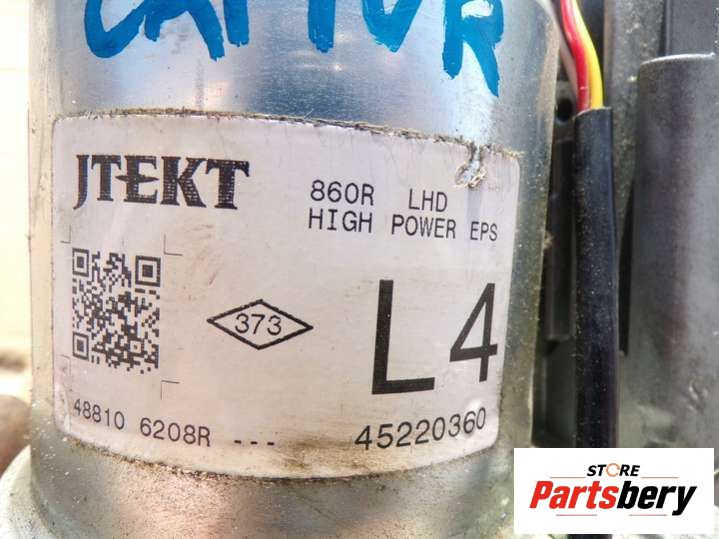 CAPTUR
JTEKT
860R LHD
HIGH POWER EPS
373
L4
48810 6208R ---
45220360
STORE
Partsbery